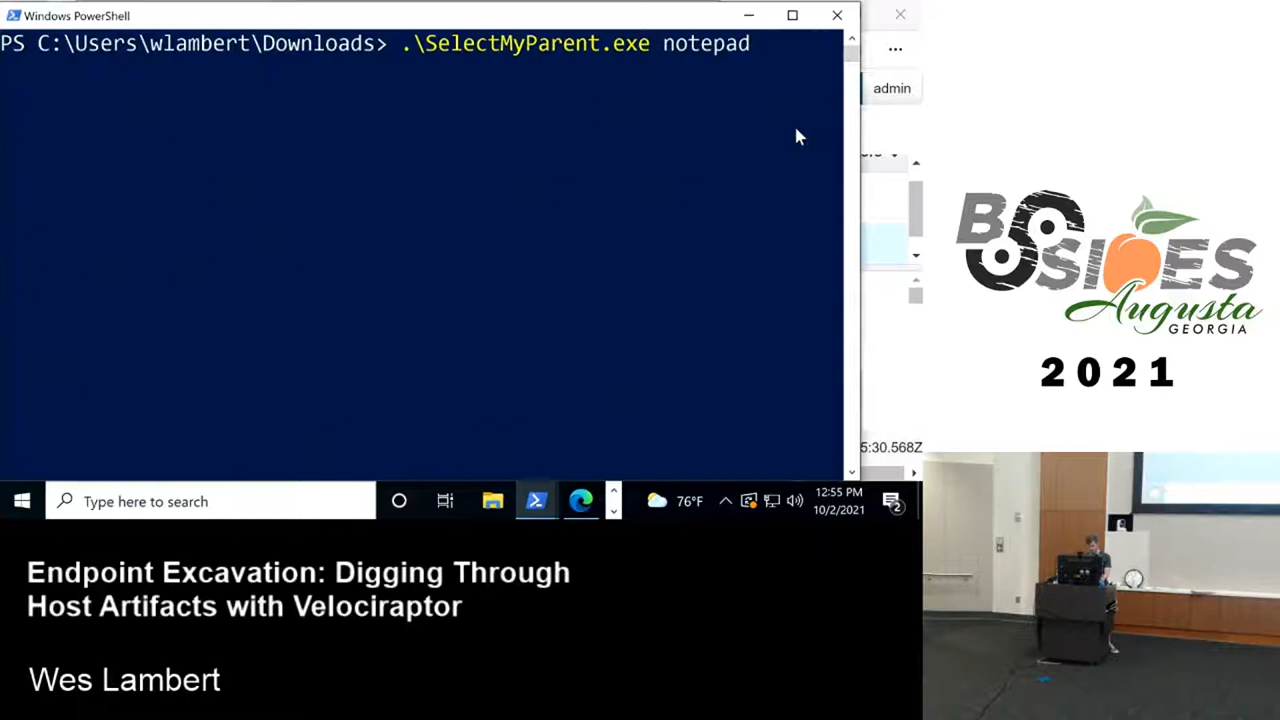 Windows PowerShell
PS C:\Users\wlambert\Downloads> .\SelectMyParent.exe notepad
admin
5:30.568Z
Type here to search
76°F
12:55 PM
10/2/2021
2
BSIDES
Augusta
GEORGIA
2021
Endpoint Excavation: Digging Through
Host Artifacts with Velociraptor
Wes Lambert